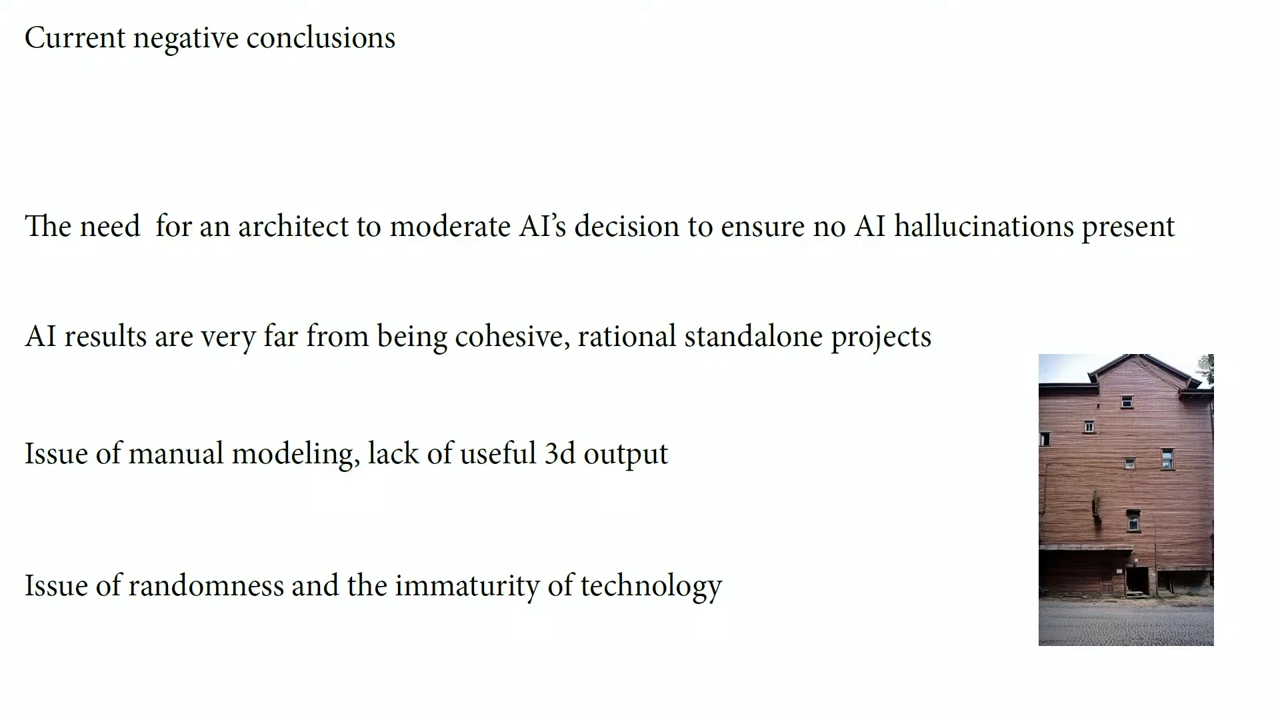 Current negative conclusions
The need  for an architect to moderate AI’s decision to ensure no AI hallucinations present
AI results are very far from being cohesive, rational standalone projects
Issue of manual modeling, lack of useful 3d output
Issue of randomness and the immaturity of technology